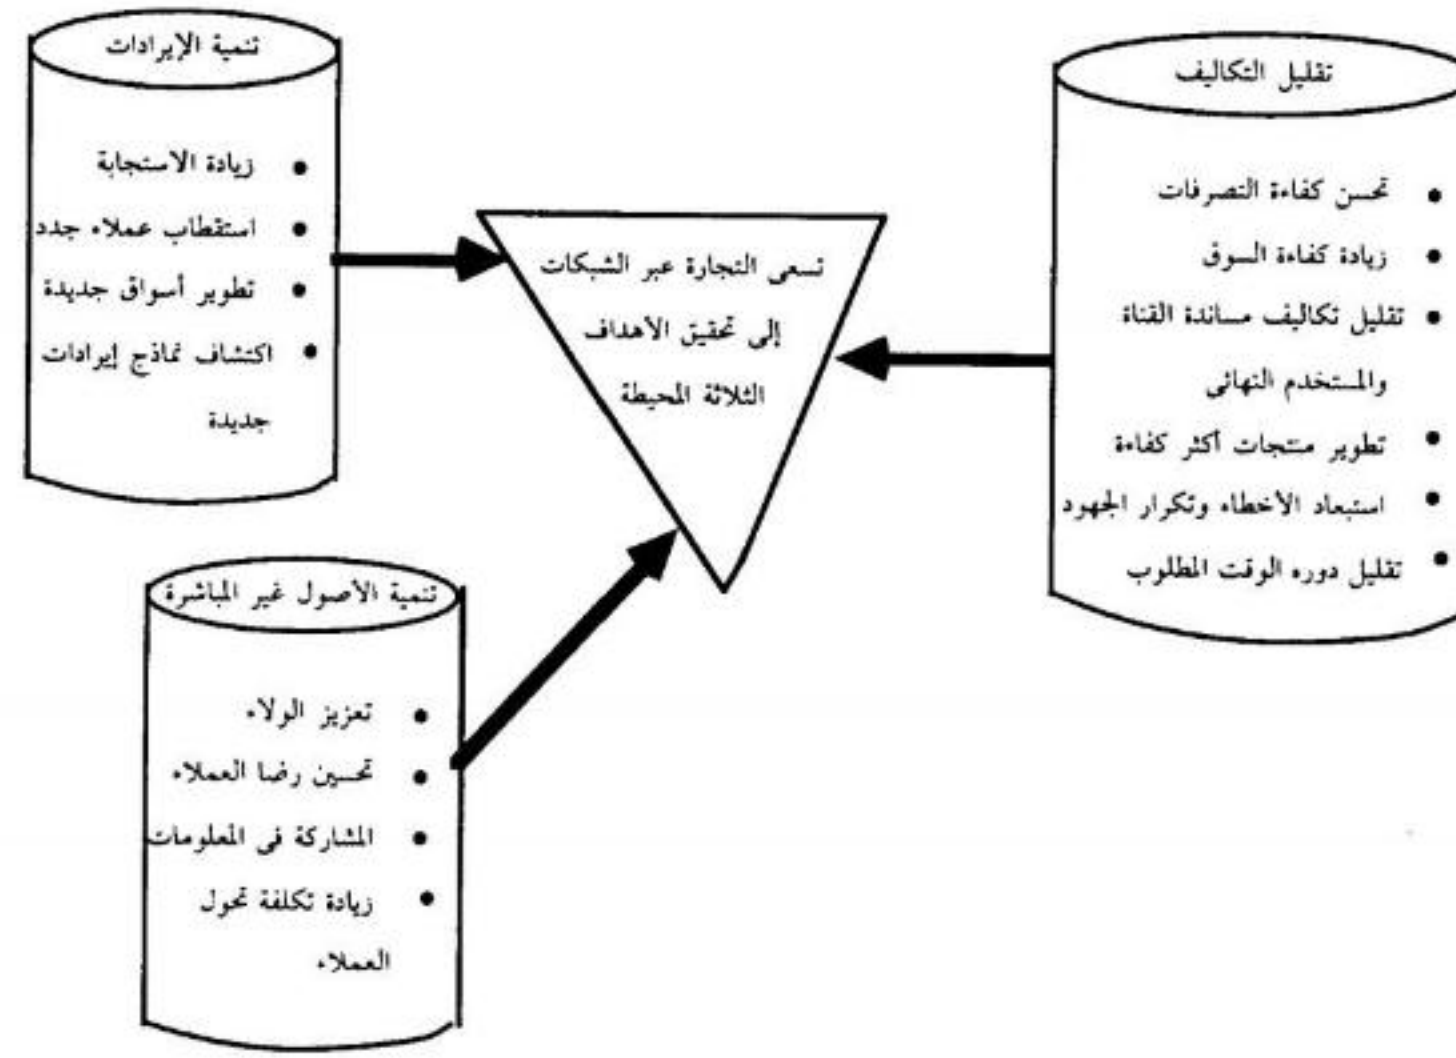 تقليل التكاليف
تحسن كفاءة التصرفات
زيادة كفاءة السوق
تقليل تكاليف مساندة القناة
والمستخدم النهائى
تطوير منتجات أكثر كفاءة
استبعاد الأخطاء وتكرار الجهود
تقليل دوره الوقت المطلوب
تسعى التجارة عبر الشبكات
إلى تحقيق الأهداف
الثلاثة المحيطة
تنمية الإيرادات
زيادة الاستجابة
استقطاب عملاء جدد
تطوير أسواق جديدة
اكتشاف نماذج إيرادات
جديدة
تنمية الأصول غير المباشرة
تعزيز الولاء
تحسين رضا العملاء
المشاركة فى المعلومات
زيادة تكلفة تحول
العملاء